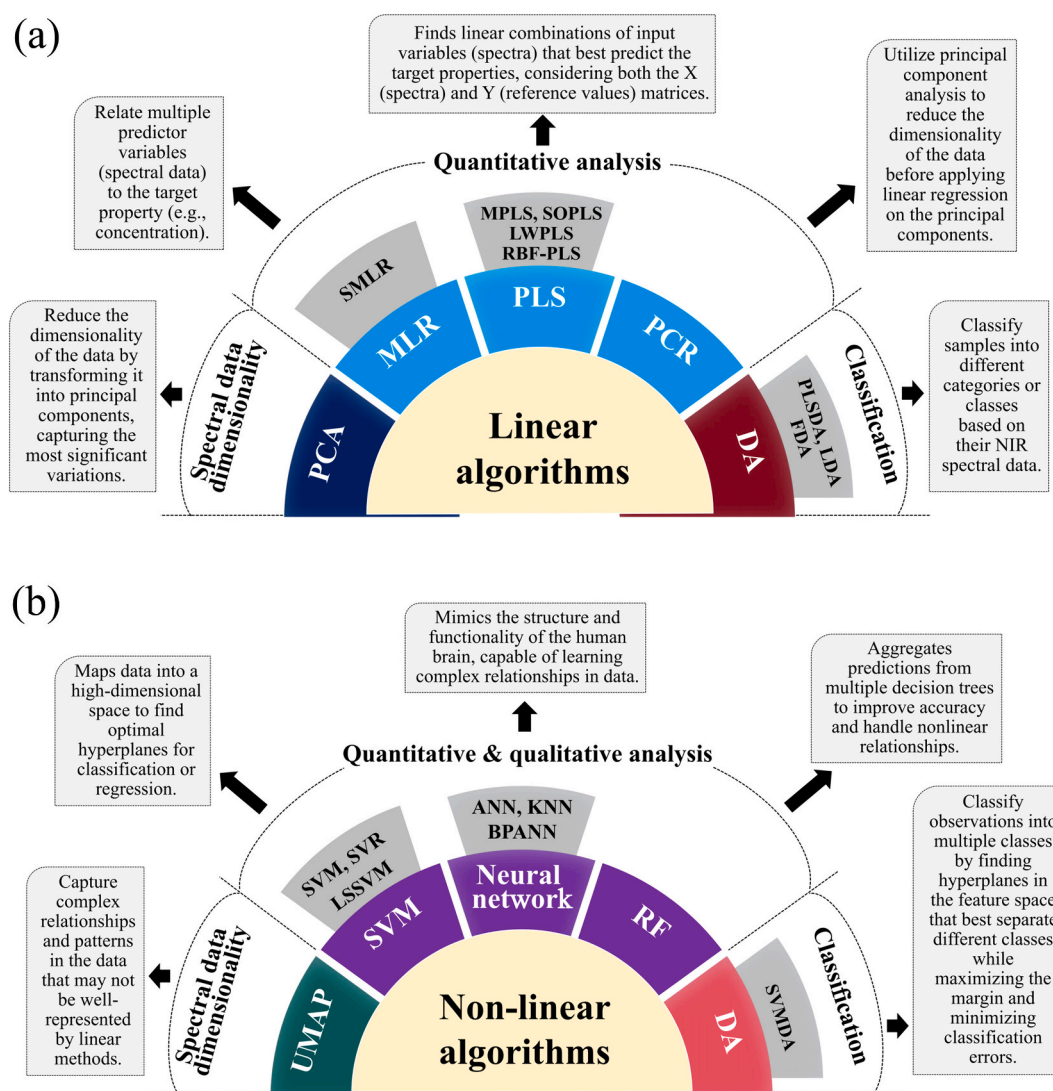 (a)
Finds linear combinations of input
variables (spectra) that best predict the
target properties, considering both the X
(spectra) and Y (reference values) matrices.
Utilize principal
component
analysis to
reduce the
dimensionality
of the data
before applying
linear regression
on the principal
components.
Relate multiple
predictor
variables
(spectral data)
to the target
property (e.g.,
concentration).
Quantitative analysis
MPLS, SOPLS
LWPLS
RBF-PLS
SMLR
PLS
MLR
PCR
Reduce the
dimensionality
of the data by
transforming it
into principal
components,
capturing the
most significant
variations.
Spectral data
dimensionality
PCA
Linear
algorithms
DA
PLSDA, LDA
FDA
Classification
Classify
samples into
different
categories or
classes
based on
their NIR
spectral data.
(b)
Mimics the structure and
functionality of the human
brain, capable of learning
complex relationships in data.
Maps data into a
high-dimensional
space to find
optimal
hyperplanes for
classification or
regression.
Aggregates
predictions from
multiple decision trees
to improve accuracy
and handle nonlinear
relationships.
Quantitative & qualitative analysis
ANN, KNN
BPANN
SVM, SVR
LSSVM
Neural
network
SVM
RF
Capture
complex
relationships
and patterns
in the data
that may not
be well-
represented
by linear
methods.
Spectral data
dimensionality
UMAP
Non-linear
algorithms
DA
SVMDA
Classification
Classify
observations into
multiple classes
by finding
hyperplanes in
the feature space
that best separate
different classes
while
maximizing the
margin and
minimizing
classification
errors.